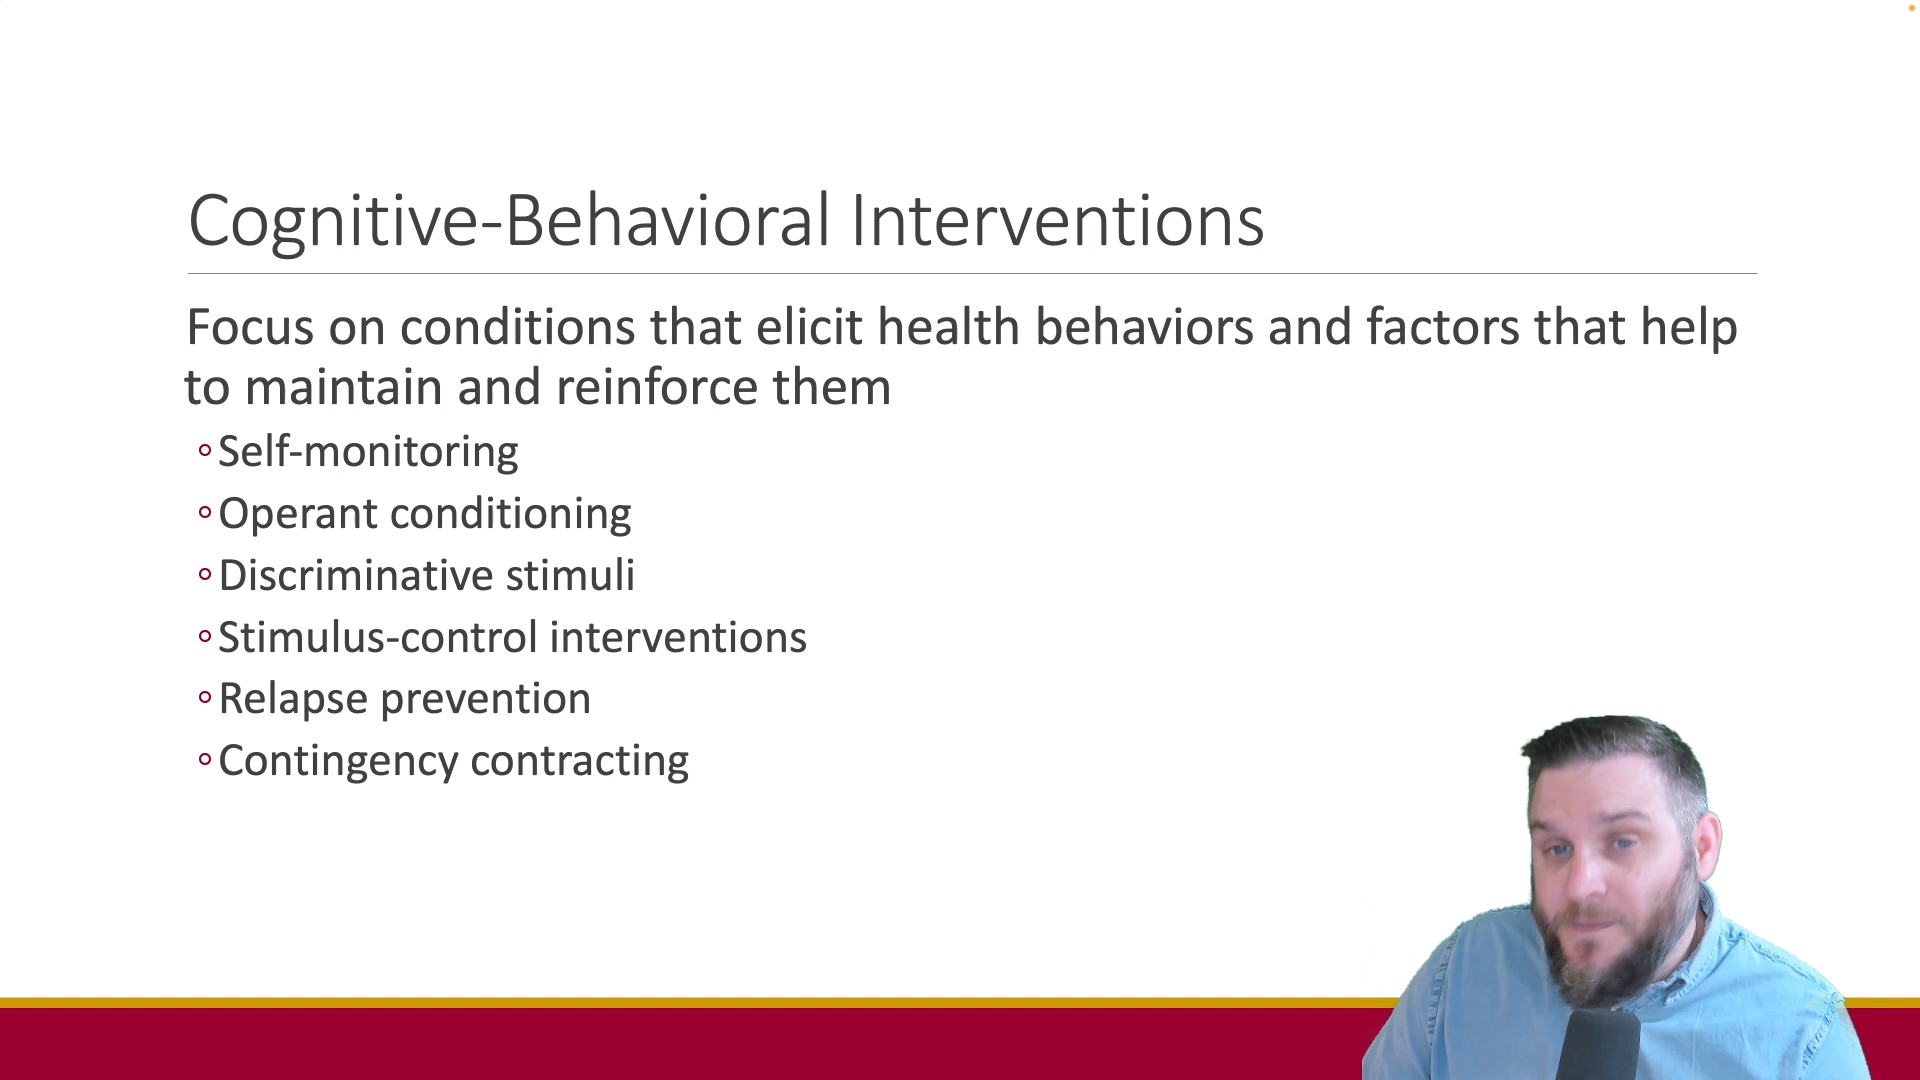 Cognitive-Behavioral Interventions
Focus on conditions that elicit health behaviors and factors that help
to maintain and reinforce them
Self-monitoring
Operant conditioning
Discriminative stimuli
Stimulus-control interventions
Relapse prevention
Contingency contracting